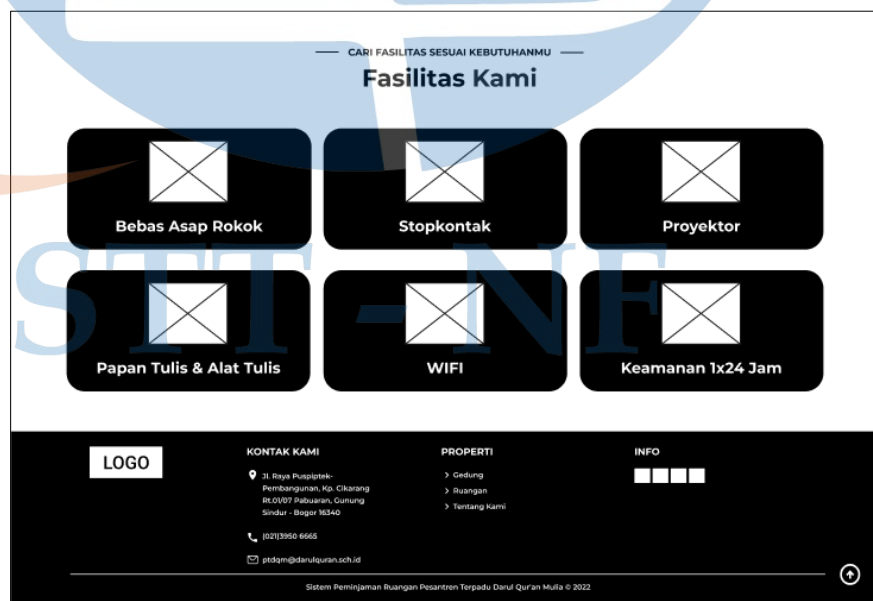 CARI FASILITAS SESUAI KEBUTUHANMU
Fasilitas Kami
Bebas Asap Rokok
Stopkontak
Proyektor
Papan Tulis & Alat Tulis
WIFI
Keamanan 1x24 Jam
STT - NF
LOGO
KONTAK KAMI
Jl. Raya Puspiptek-
Pembangunan, Kp. Cikarang
Rt.01/07 Pabuaran, Gunung
Sindur - Bogor 16340
(021)3950 6665
ptdqm@darulquran.sch.id
PROPERTI
> Gedung
> Ruangan
> Tentang Kami
INFO
Sistem Peminjaman Ruangan Pesantren Terpadu Darul Qur'an Mulia © 2022